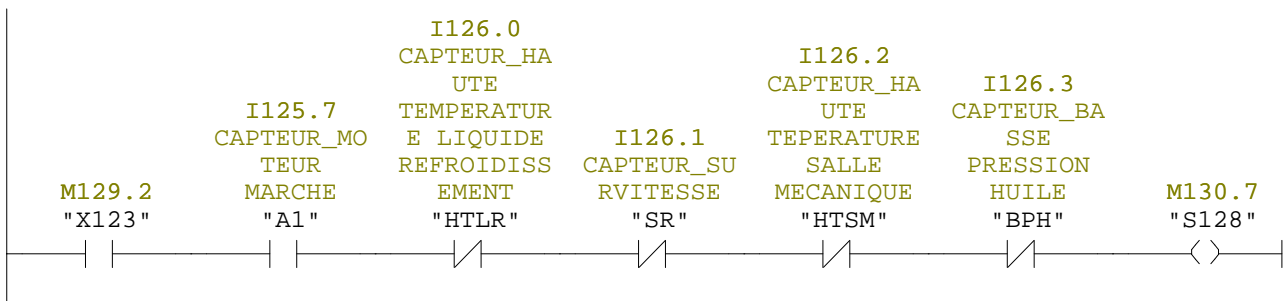 I126.0
CAPTEUR_HA
UTE
TEMPERATUR
E LIQUIDE
REFROIDISS
EMENT
I126.2
CAPTEUR_HA
UTE
TEPERATURE
SALLE
MECANIQUE
I126.3
CAPTEUR_BA
SSE
PRESSION
HUILE
I125.7
CAPTEUR_MO
TEUR
MARCHE
I126.1
CAPTEUR_SU
RVITESSE
M129.2
M130.7
"X123" "A1" "HTLR" "SR" "HTSM" "BPH" "S128"